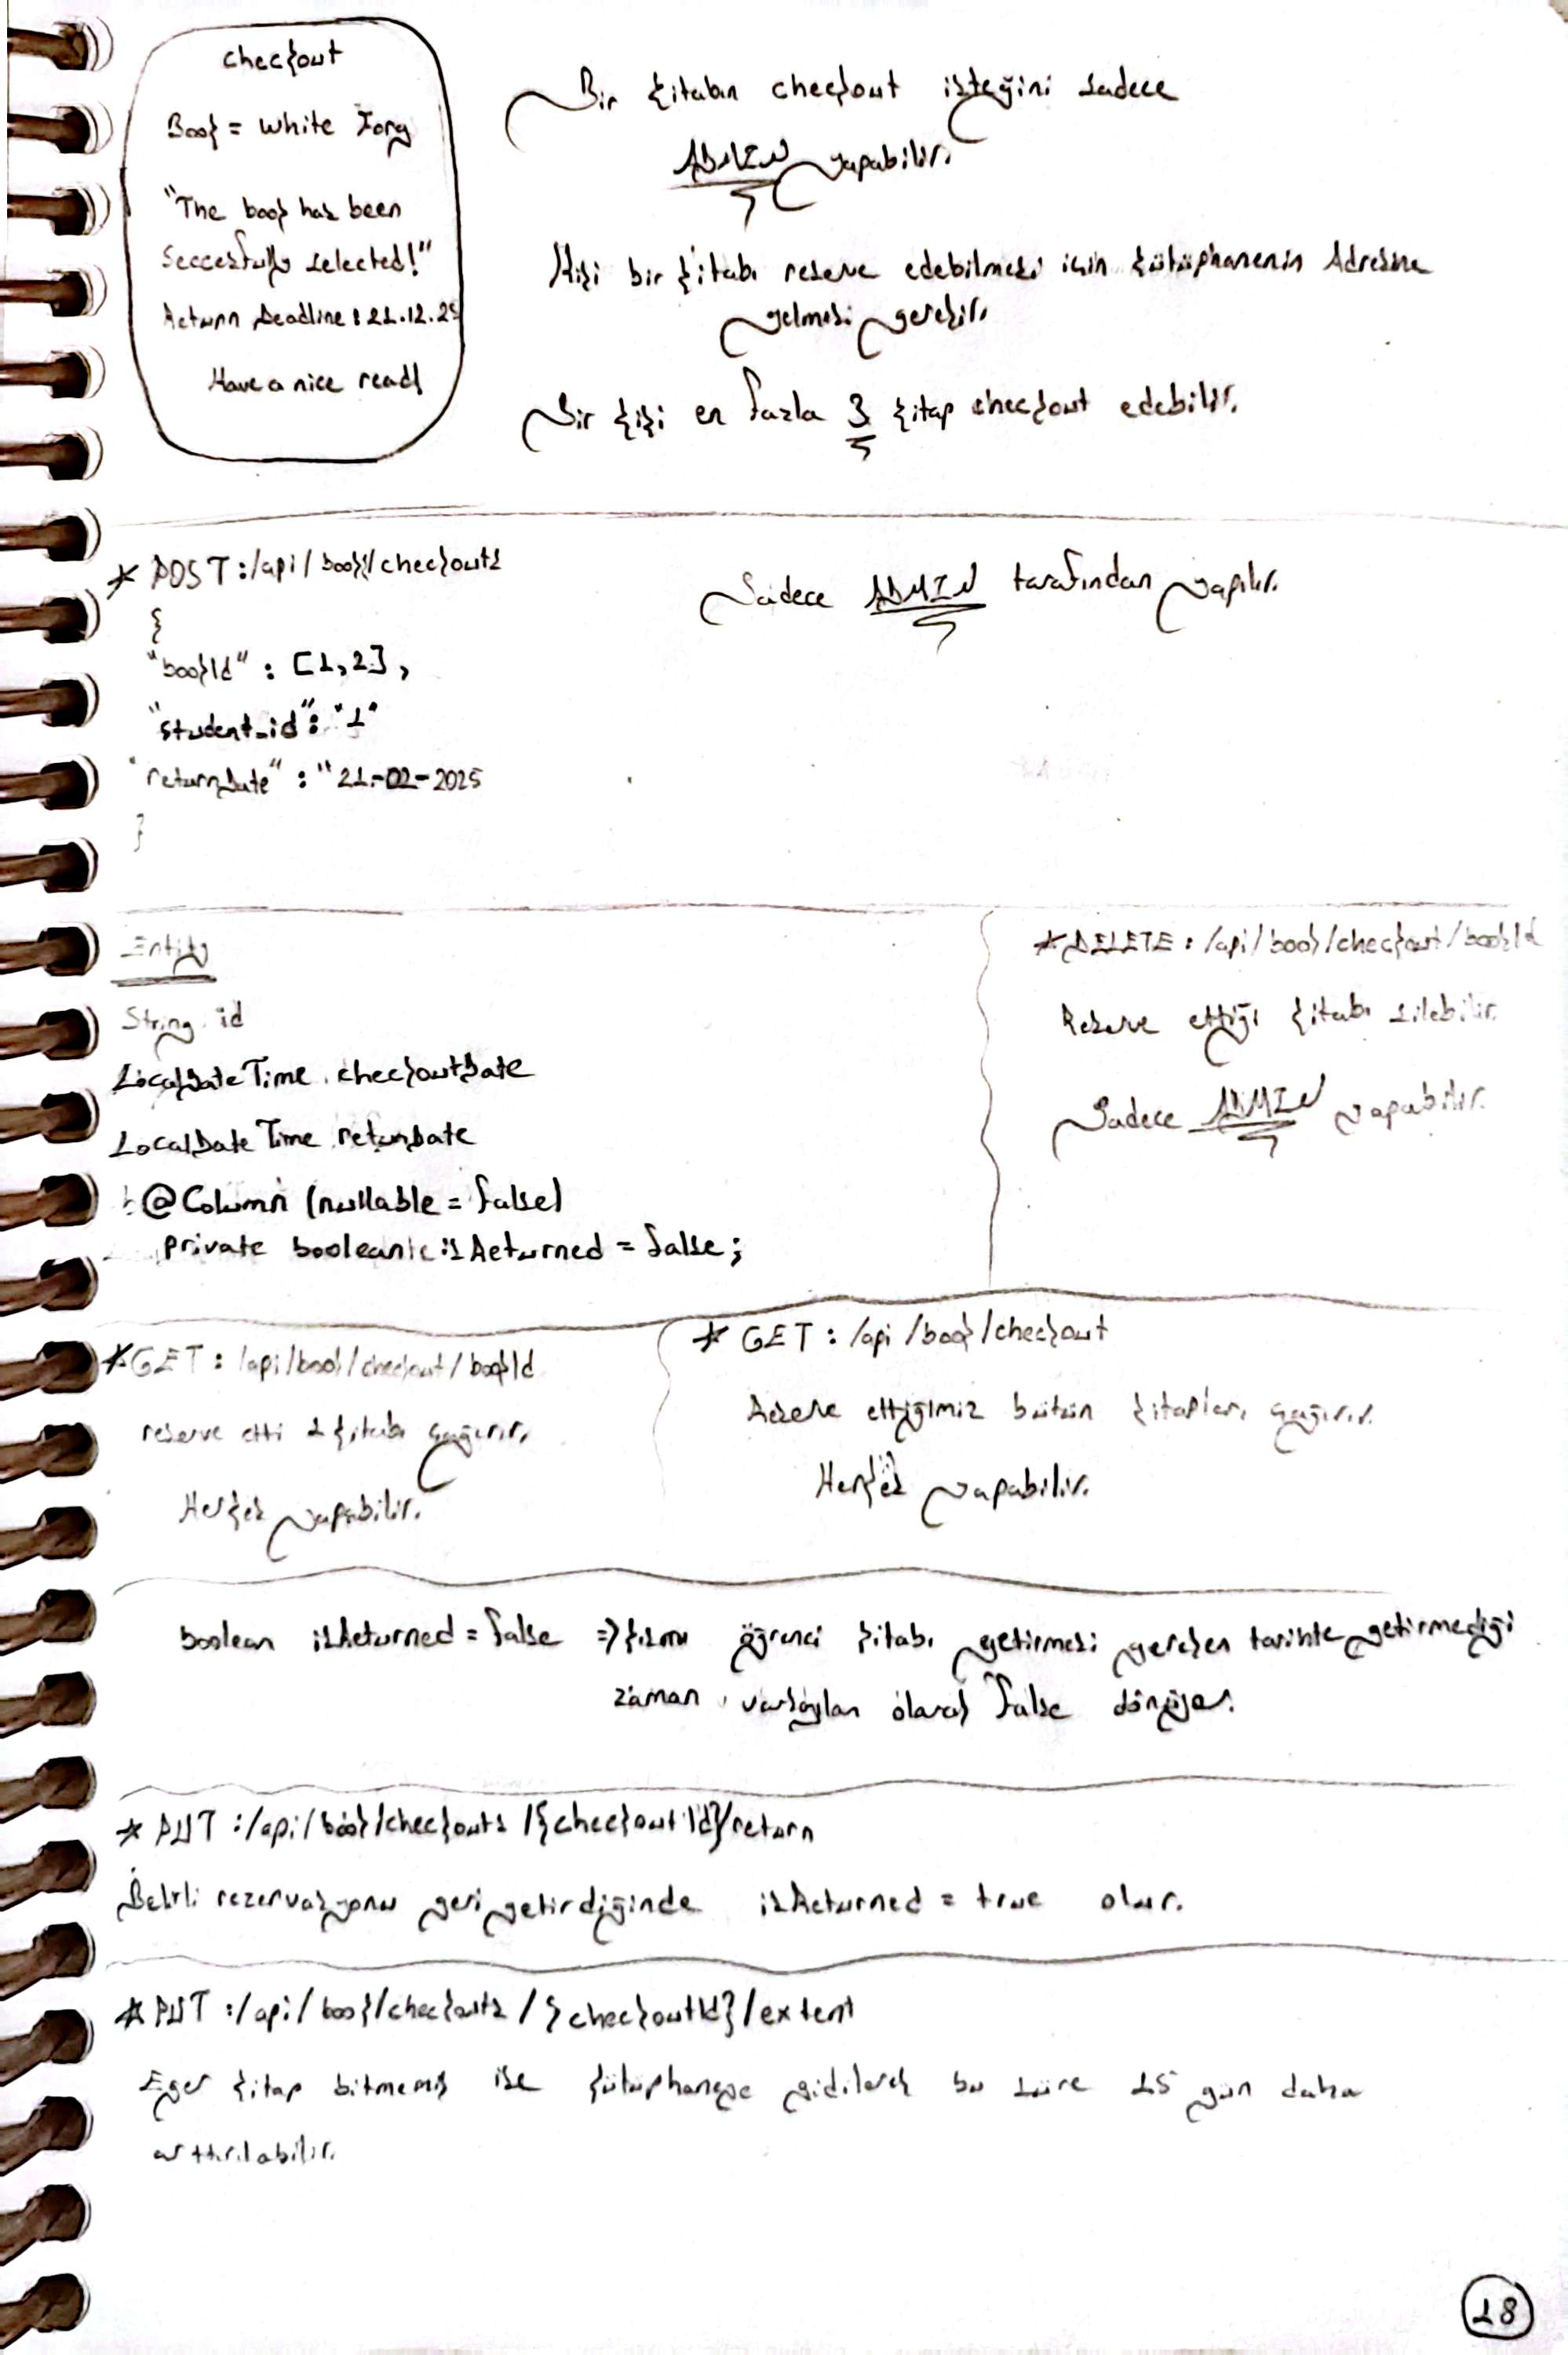 checkout
Book = White Fang
"The book has been
Seccesfully selected!"
Return Deadline : 21.12.25
Have a nice read!
Bir kitabın checkout isteğini sadece
ADMIN yapabilir.
Kişi bir kitabı reserve edebilmesi için kütüphanenin Adresine
gelmesi gerekir.
Bir kişi en fazla 3 kitap checkout edebilir.
* POST :/api/book/checkouts
{
"bookId" : [1,2],
"student_id" : "1"
"returnDate" : "21-02-2025
}
Sadece ADMIN tarafından yapılır.
Entity
String id
LocalDateTime checkoutDate
LocalDateTime returnDate
@Column (nullable = false)
private boolean isReturned = false;
* DELETE : /api/book/checkout/bookId
Reserve ettiği kitabı silebilir.
Sadece ADMIN yapabilir.
* GET : /api/book/checkout/bookId
reserve etti 1 kitabı çağırır.
Herkes yapabilir.
* GET : /api/book/checkout
Reserve ettiğimiz bütün kitapları çağırır.
Herkes yapabilir.
boolean isReturned = false => kısmı öğrenci kitabı getirmesi gereken tarihte getirmediği
zaman varsayılan olarak false dönüyor.
* PUT :/api/book/checkouts/{checkoutId}/return
Belirli rezervasyonu geri getirdiğinde isReturned = true olur.
* PUT :/api/book/checkouts/{checkoutId}/extent
Eger kitap bitmemiş ise kütüphaneye gidilerek bu süre 15 gün daha
arttırılabilir.
18